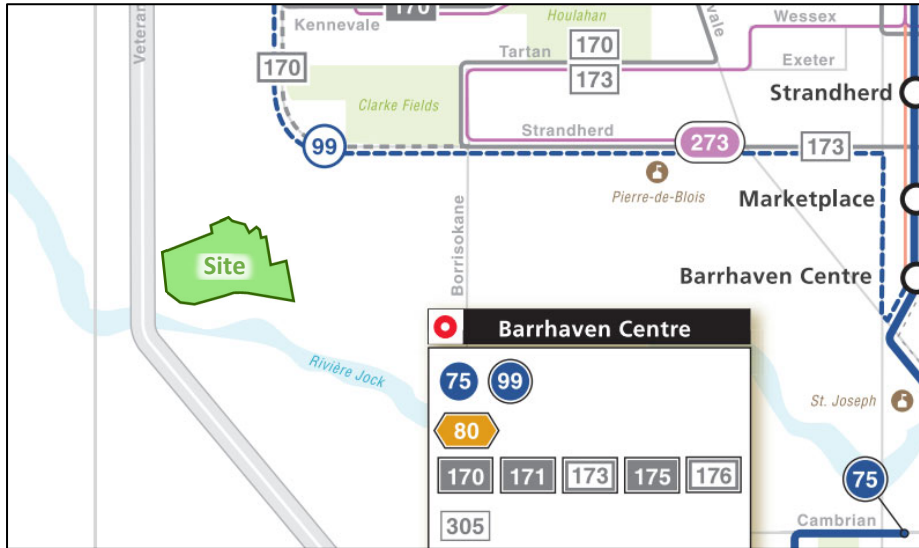 170
Kennevale
Houlahan
vale
Wessex
Veteran
170
Tartan
170
173
Exeter
Clarke Fields
Strandherd
99
Strandherd
273
173
Pierre-de-Blois
Marketplace
Borrisokane
Site
Barrhaven Centre
Barrhaven Centre
Rivière Jock
75 99
80
170 171 173 175 176
305
St. Joseph
75
Cambrian